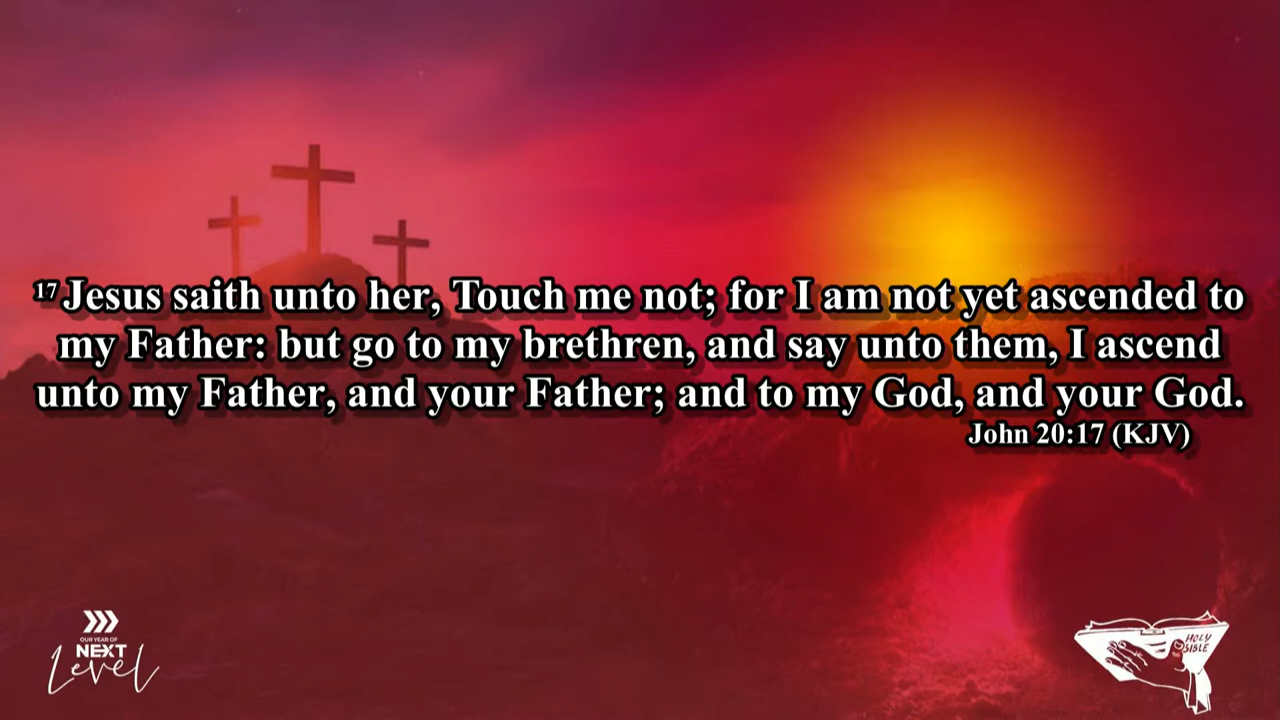 17 Jesus saith unto her, Touch me not; for I am not yet ascended to
my Father: but go to my brethren, and say unto them, I ascend
unto my Father, and your Father; and to my God, and your God.
John 20:17 (KJV)
OUR YEAR OF
NEXT
Level
HOLY
BIBLE